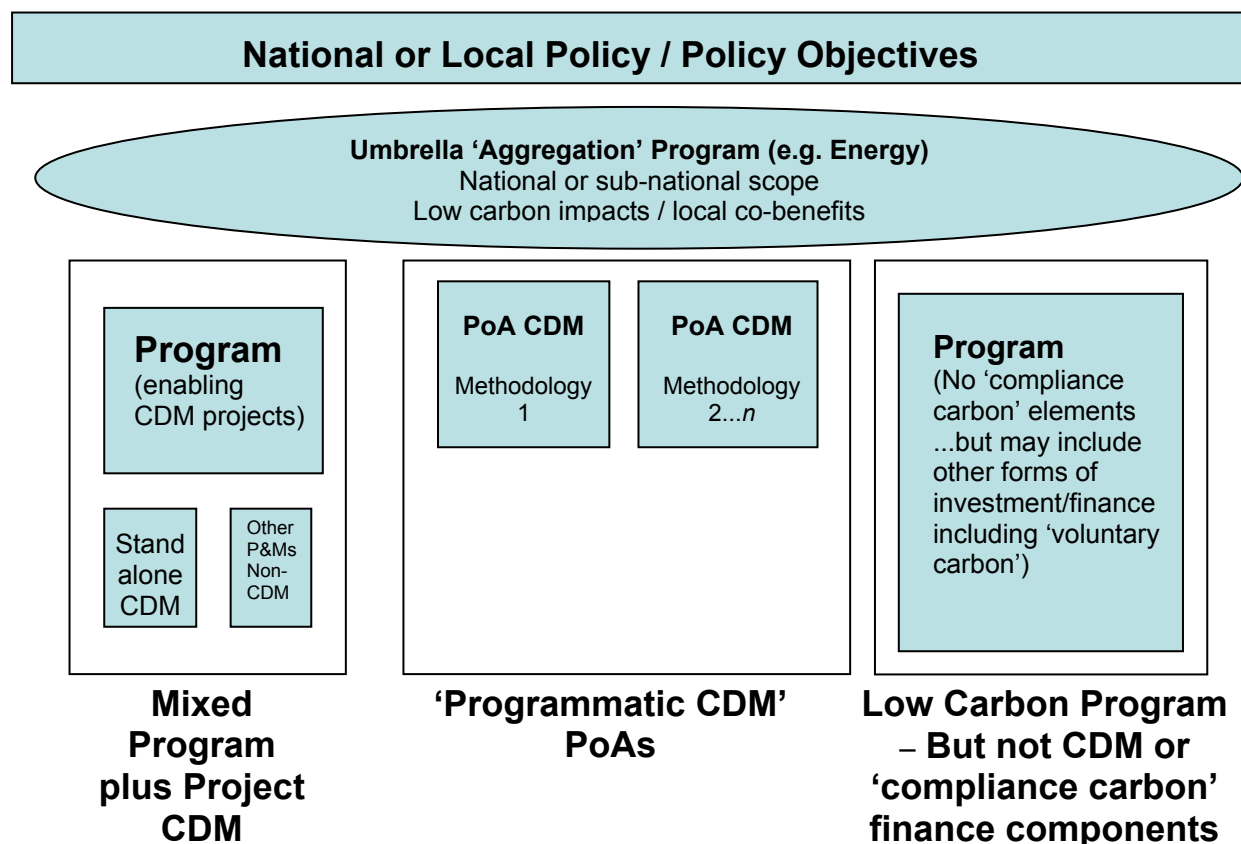 National or Local Policy / Policy Objectives
Umbrella ‘Aggregation’ Program (e.g. Energy)
National or sub-national scope
Low carbon impacts / local co-benefits
Program
(enabling
CDM projects)
Stand
alone
CDM
Other
P&Ms
Non-
CDM
Mixed
Program
plus Project
CDM
PoA CDM
Methodology
1
PoA CDM
Methodology
2...n
‘Programmatic CDM’
PoAs
Program
(No ‘compliance
carbon’ elements
...but may include
other forms of
investment/finance
including ‘voluntary
carbon’)
Low Carbon Program
– But not CDM or
‘compliance carbon’
finance components